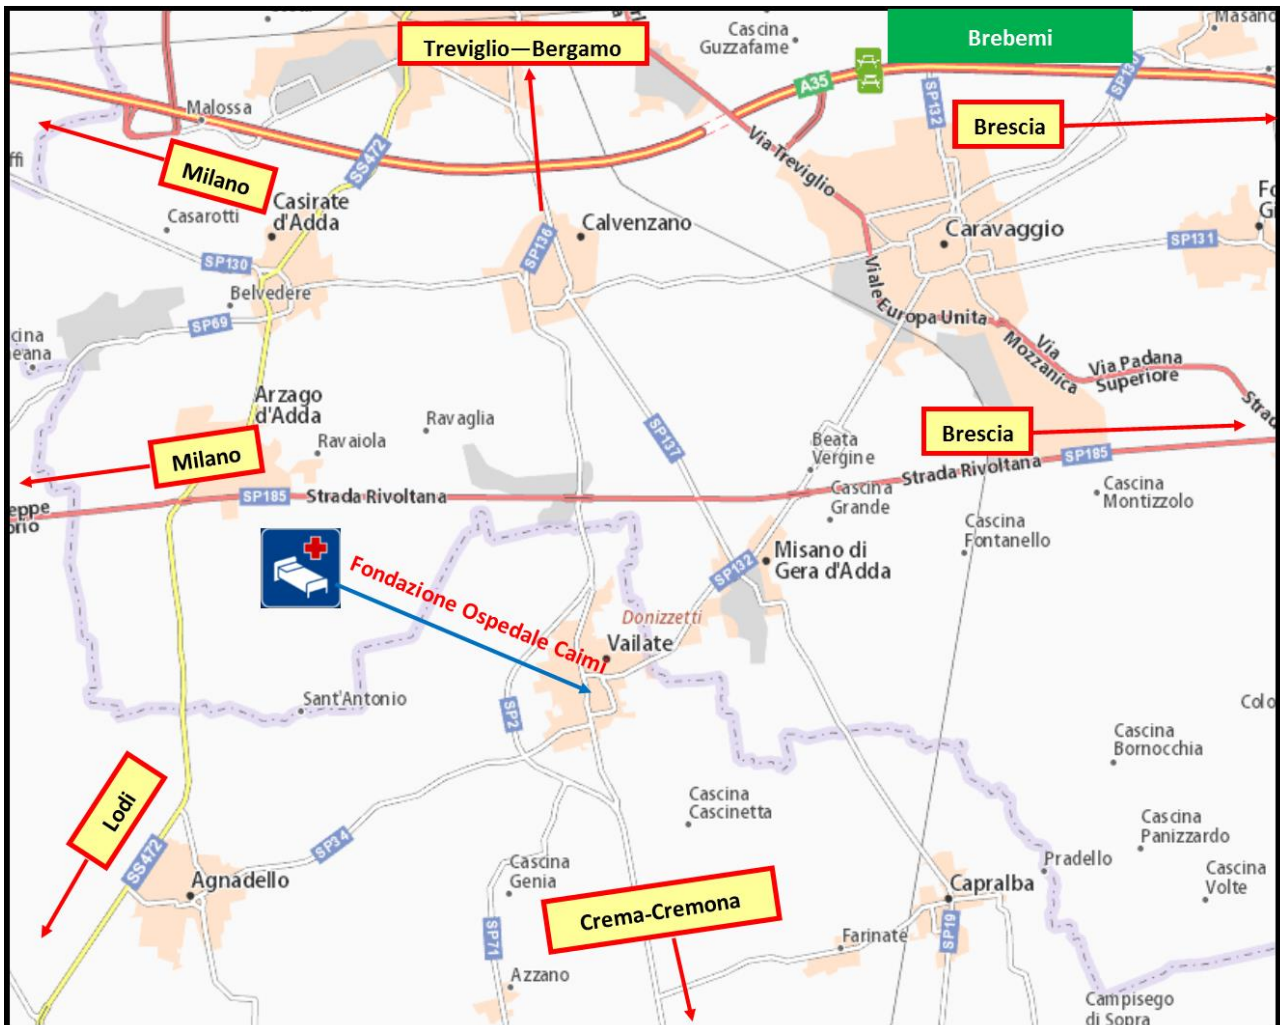 Masano
Cascina
Guzzafame
Treviglio—Bergamo
Brebemi
A35
SP132
Brescia
Malossa
Milano
SS472
Via Treviglio
Casirate
d'Adda
Casarotti
Calvenzano
SP136
Caravaggio
SP131
SP130
Belvedere
SP69
Viale Europa Unita
Via
Mozzanica
Via Padana
Superiore
Arzago
d'Adda
Ravaglia
Ravaiola
Milano
SP137
Beata
Vergine
Brescia
SP185
Strada Rivoltana
Strada Rivoltana
SP185
Cascina
Grande
Cascina
Montizzolo
Cascina
Fontanello
Misano di
Gera d'Adda
SP132
Fondazione Ospedale Caimi
Donizzetti
Vailate
Sant'Antonio
SP2
Cascina
Bornocchia
Lodi
Cascina
Cascinetta
Cascina
Panizzardo
SP34
SS472
Agnadello
Cascina
Genia
Pradello
Cascina
Volte
Capralba
Crema-Cremona
SP71
SP19
Farinate
Azzano
Campisego
di Sopra